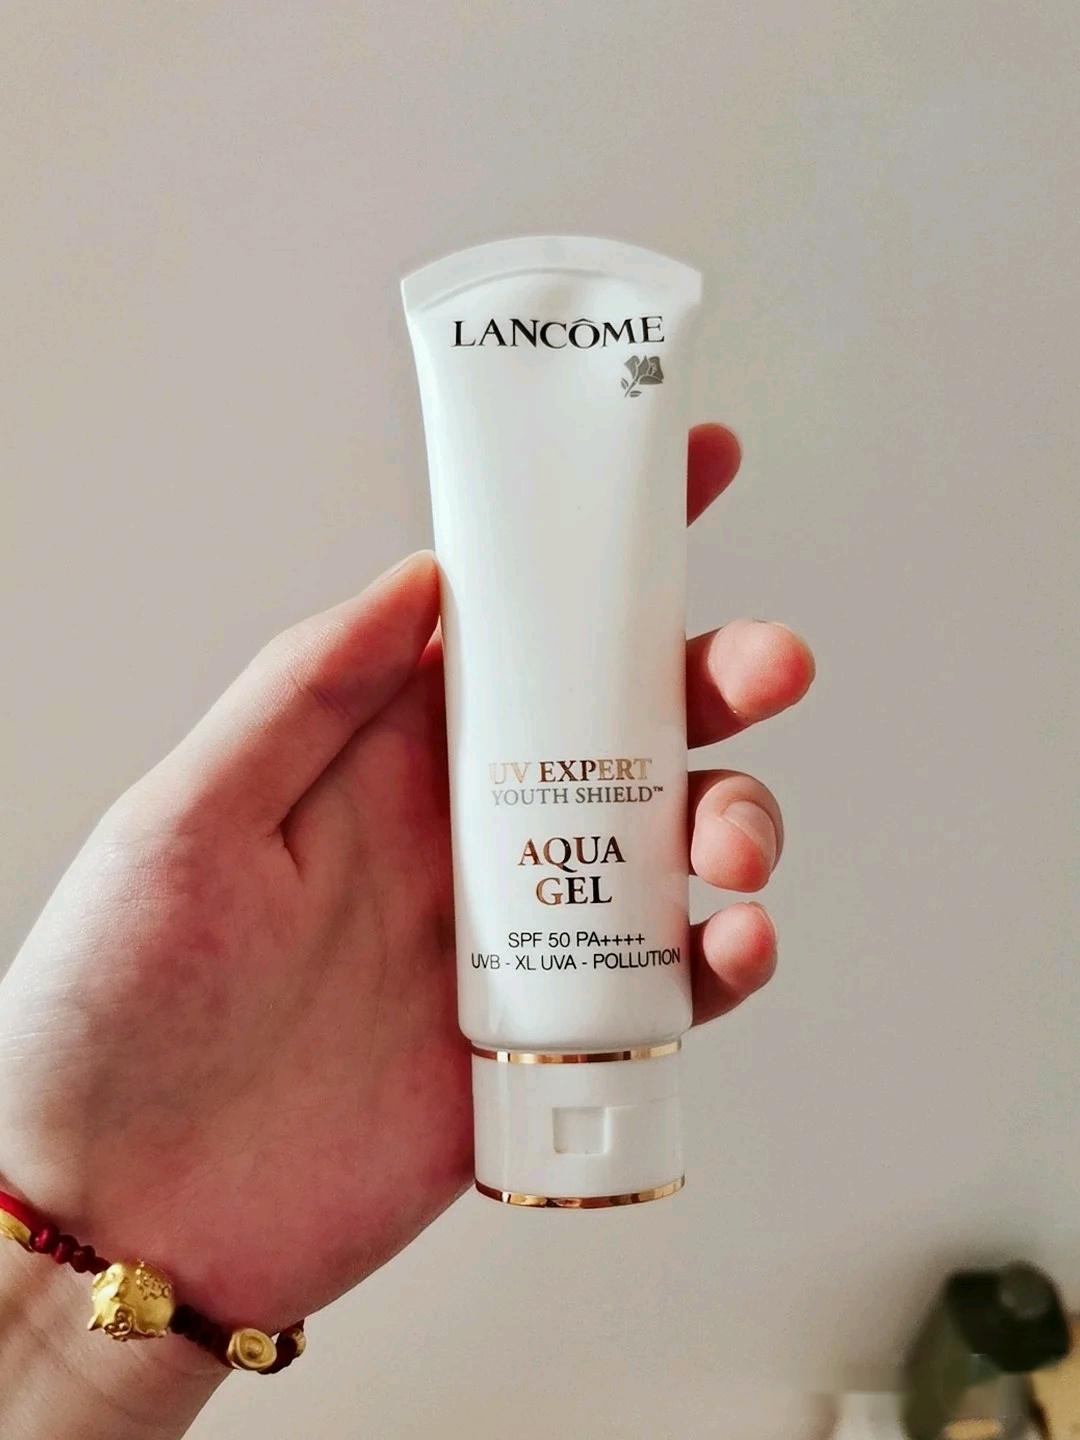 LANCÔME
UV EXPERT
YOUTH SHIELD™
AQUA
GEL
SPF 50 PA++++
UVB - XL UVA - POLLUTION